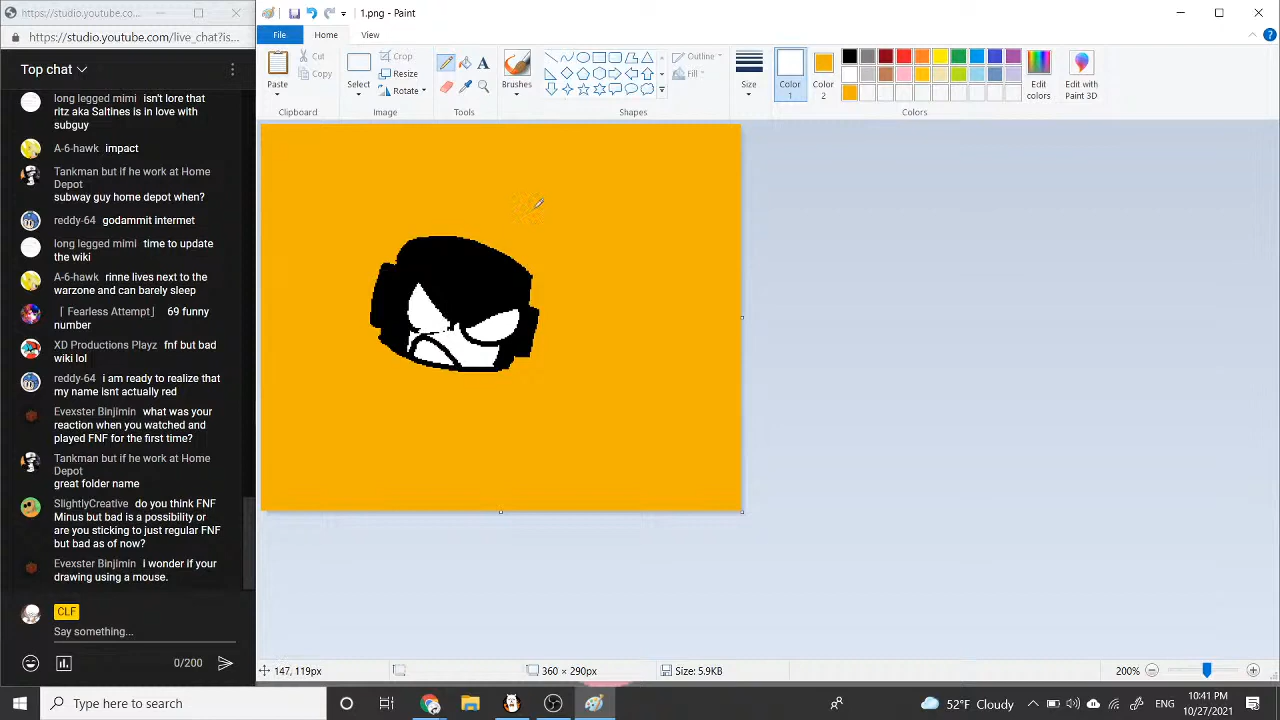 https://studio.youtube.co...
https://studio.youtube.com/live_chat?is...
Top chat
long legged mimi isn't lore that
ritz aka Saltines is in love with
subguy
A-6-hawk impact
Tankman but if he work at Home
Depot
subway guy home depot when?
reddy-64 godammit internet
long legged mimi time to update
the wiki
A-6-hawk rinne lives next to the
warzone and can barely sleep
「 Fearless Attempt」 69 funny
number
XD Productions Playz fnf but bad
wiki lol
reddy-64 i am ready to realize that
my name isnt actually red
Evexster Binjimin what was your
reaction when you watched and
played FNF for the first time?
Tankman but if he work at Home
Depot
great folder name
SlightlyCreative do you think FNF
Minus but bad is a possibility or
are you sticking to just regular FNF
but bad as of now?
Evexster Binjimin i wonder if your
drawing using a mouse.
CLF
Say something...
0/200
1.png - Paint
File
Home
View
Paste
Cut
Copy
Clipboard
Select
Crop
Resize
Rotate
Image
A
Tools
Brushes
Outline
Fill
Shapes
Size
Color
1
Color
2
Edit
colors
Edit with
Paint 3D
Colors
147, 119px
360 × 290px
Size: 5.9KB
200%
Type here to search
52°F Cloudy
ENG
10:41 PM
10/27/2021